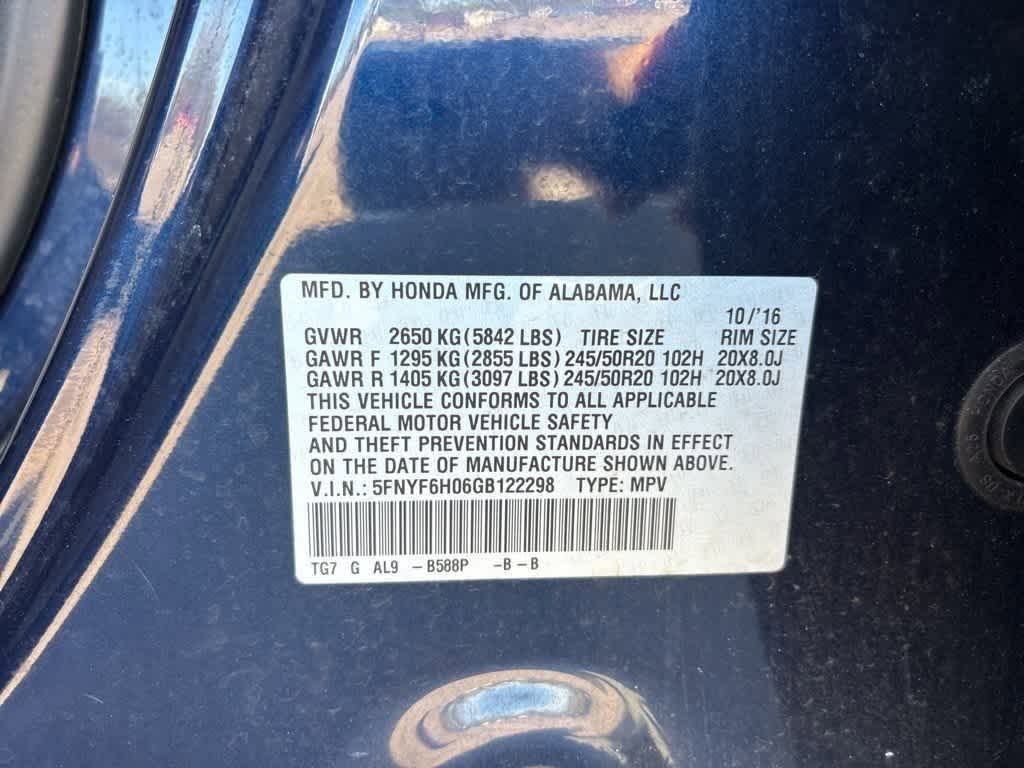 MFD. BY HONDA MFG. OF ALABAMA, LLC
10/'16
GVWR 2650 KG(5842 LBS) TIRE SIZE RIM SIZE
GAWR F 1295 KG(2855 LBS) 245/50R20 102H 20X8.0J
GAWR R 1405 KG(3097 LBS) 245/50R20 102H 20X8.0J
THIS VEHICLE CONFORMS TO ALL APPLICABLE
FEDERAL MOTOR VEHICLE SAFETY
AND THEFT PREVENTION STANDARDS IN EFFECT
ON THE DATE OF MANUFACTURE SHOWN ABOVE.
V.I.N.: 5FNYF6H06GB122298 TYPE: MPV
TG7 G AL9 -B588P -B-B